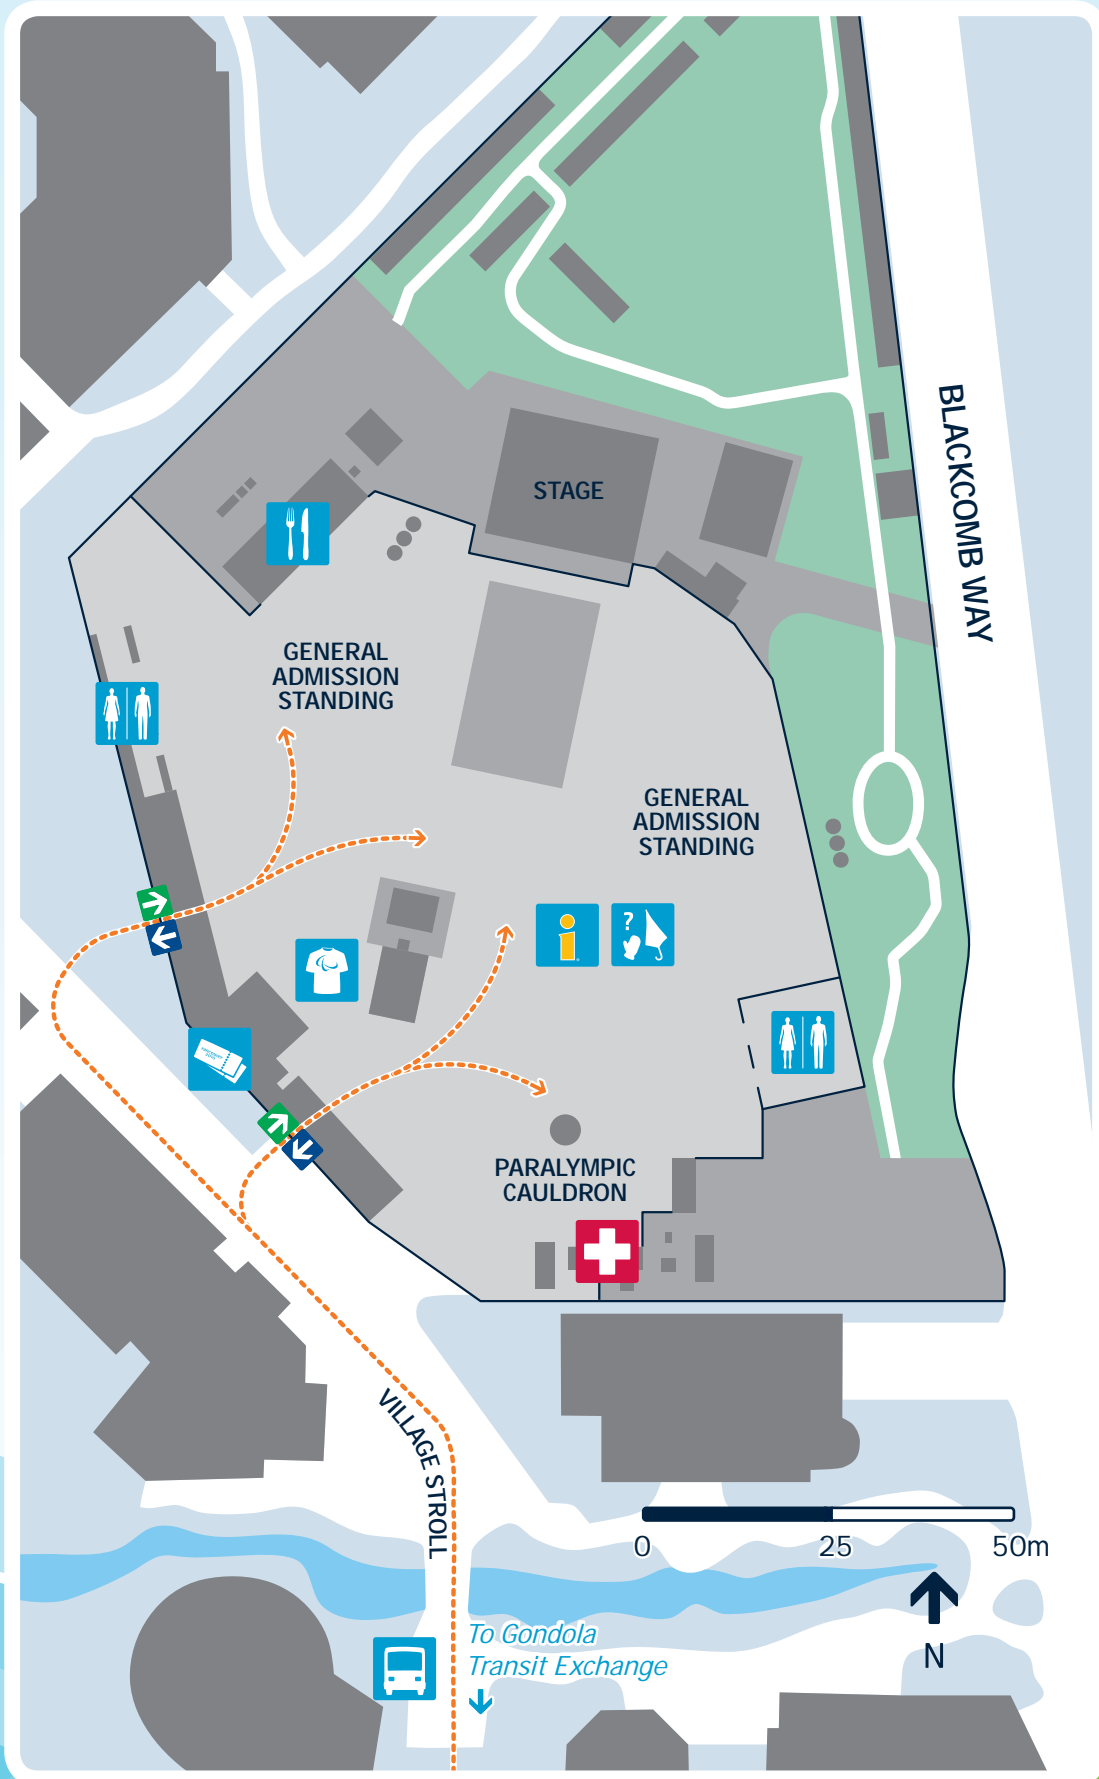 BLACKCOMB WAY
STAGE
GENERAL
ADMISSION
STANDING
GENERAL
ADMISSION
STANDING
?
i
PARALYMPIC
CAULDRON
VILLAGE STROLL
0 25 50m
N
To Gondola
Transit Exchange